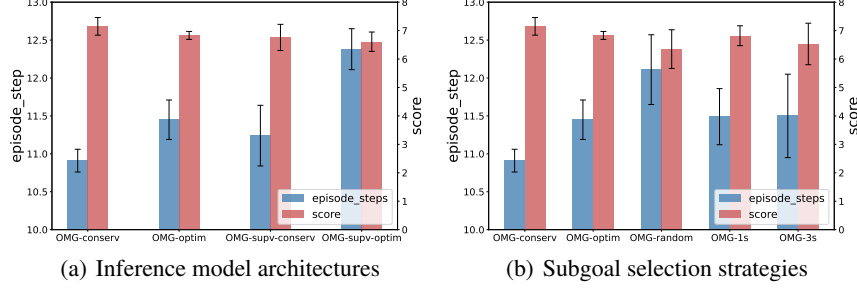 13.0
12.5
12.0
11.5
11.0
10.5
10.0
episode_step
8
7
6
5
4
3
2
1
0
score
episode_steps
score
OMG-conserv OMG-optim OMG-supv-conserv OMG-supv-optim
(a) Inference model architectures
13.0
12.5
12.0
11.5
11.0
10.5
10.0
episode_step
8
7
6
5
4
3
2
1
0
score
episode_steps
score
OMG-conserv OMG-optim OMG-random OMG-1s OMG-3s
(b) Subgoal selection strategies